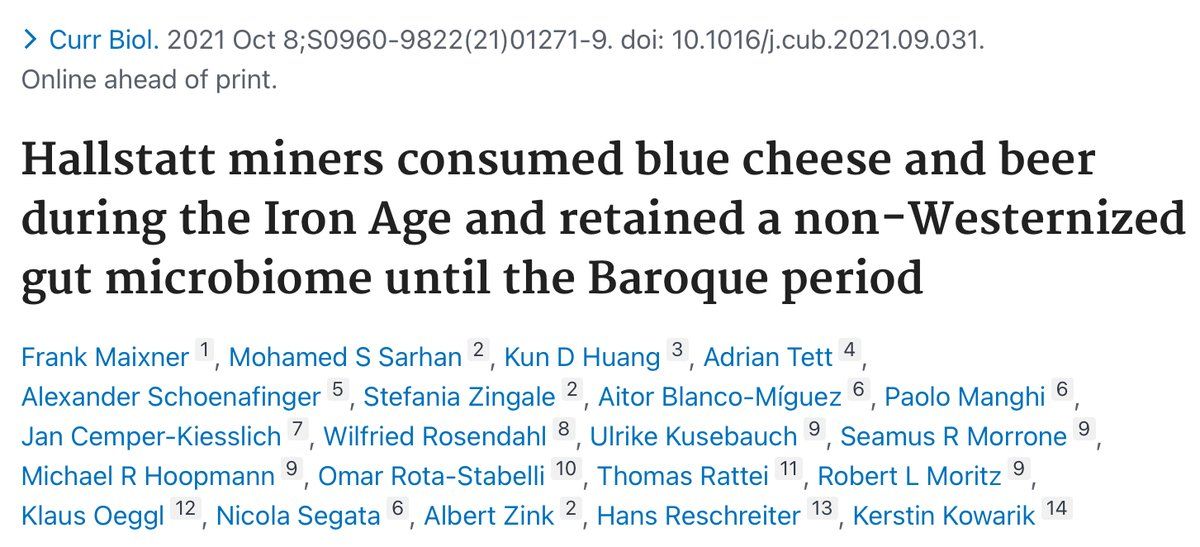 > Curr Biol. 2021 Oct 8;S0960-9822(21)01271-9. doi: 10.1016/j.cub.2021.09.031.
Online ahead of print.
Hallstatt miners consumed blue cheese and beer
during the Iron Age and retained a non-Westernized
gut microbiome until the Baroque period
Frank Maixner 1, Mohamed S Sarhan 2, Kun D Huang 3, Adrian Tett 4,
Alexander Schoenafinger 5, Stefania Zingale 2, Aitor Blanco-Míguez 6, Paolo Manghi 6,
Jan Cemper-Kiesslich 7, Wilfried Rosendahl 8, Ulrike Kusebauch 9, Seamus R Morrone 9,
Michael R Hoopmann 9, Omar Rota-Stabelli 10, Thomas Rattei 11, Robert L Moritz 9,
Klaus Oeggl 12, Nicola Segata 6, Albert Zink 2, Hans Reschreiter 13, Kerstin Kowarik 14